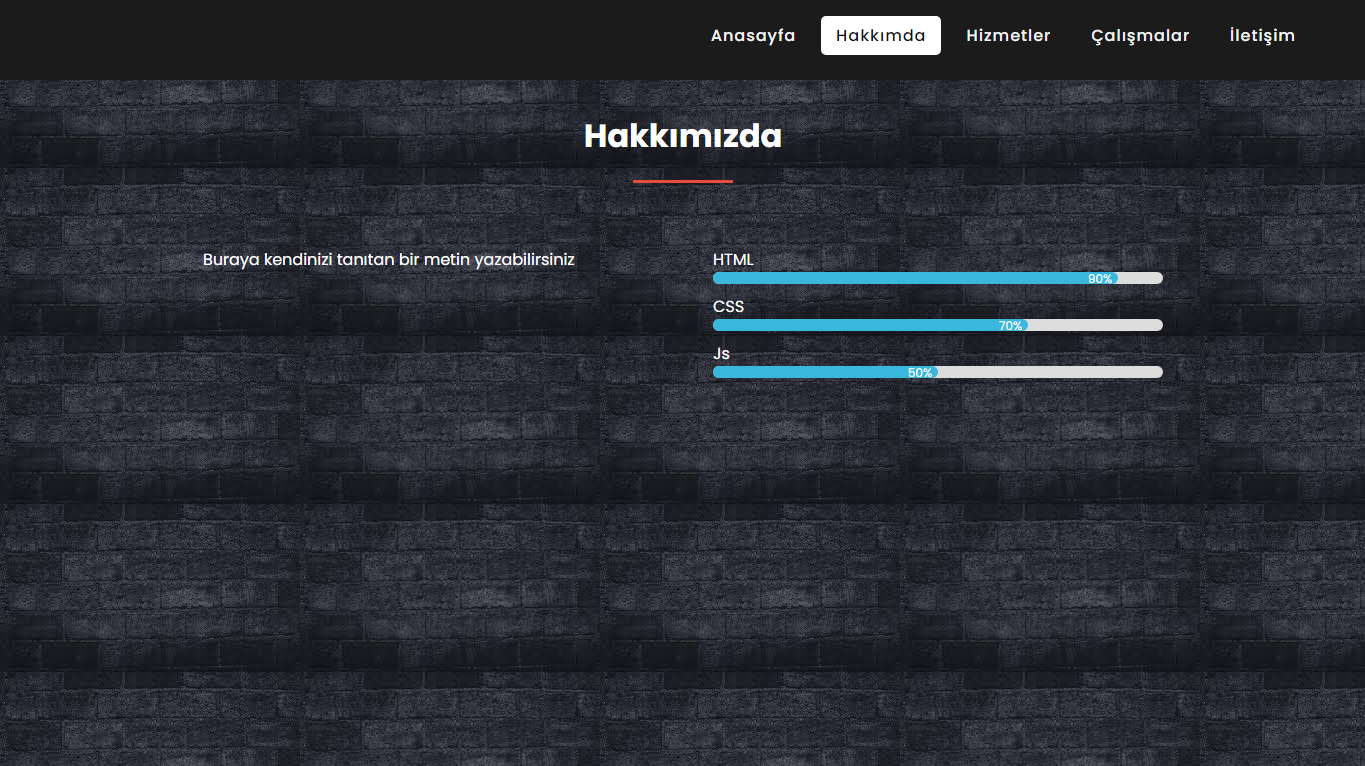 Anasayfa Hakkımda Hizmetler Çalışmalar İletişim
Hakkımızda
Buraya kendinizi tanıtan bir metin yazabilirsiniz
HTML
90%
CSS
70%
Js
50%